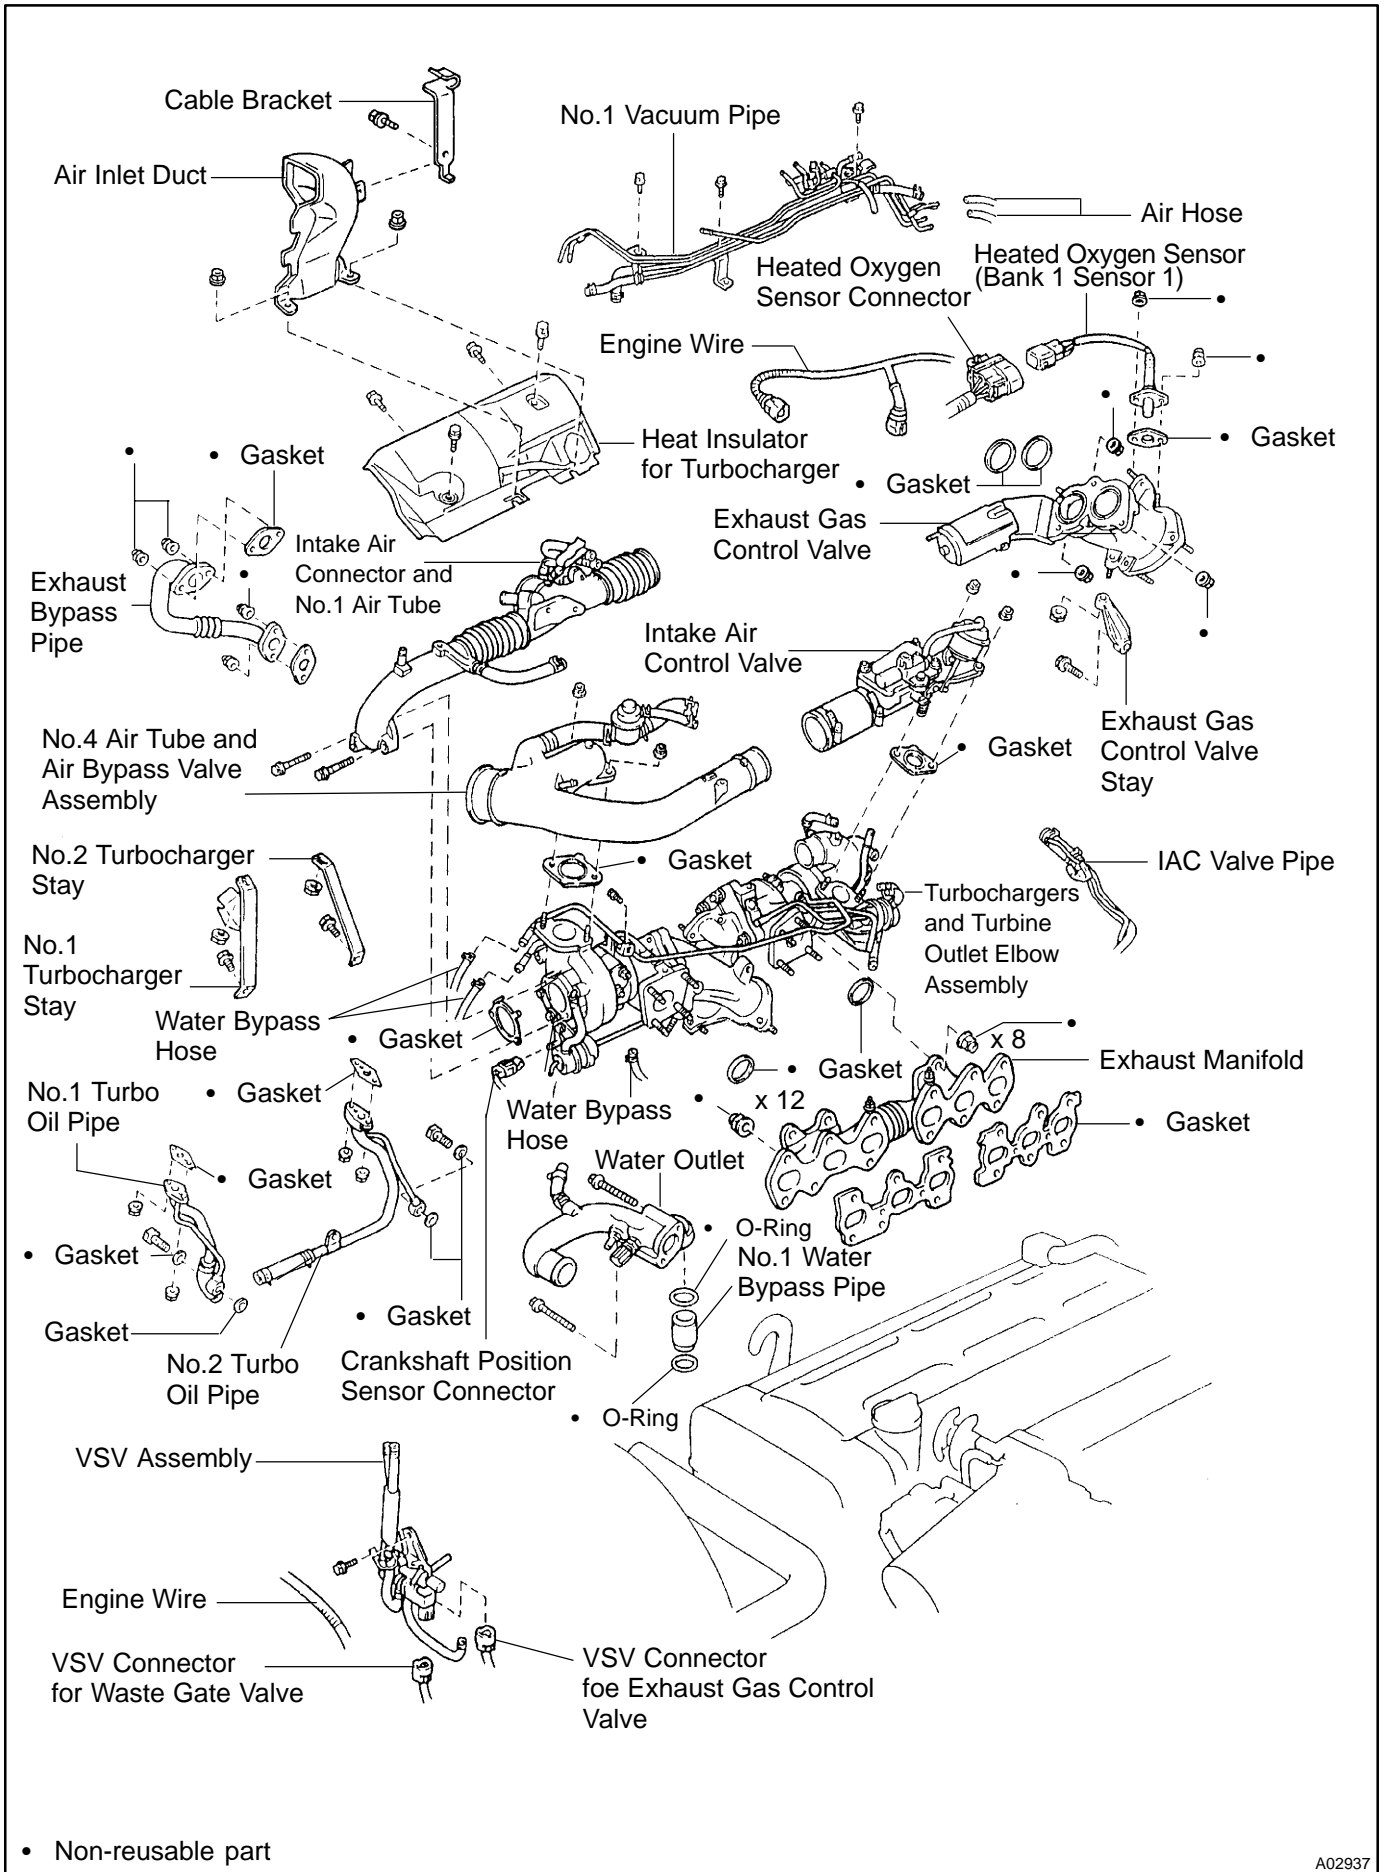 Cable Bracket
No.1 Vacuum Pipe
Air Inlet Duct
Air Hose
Heated Oxygen
Sensor Connector
Heated Oxygen Sensor
(Bank 1 Sensor 1)
•
Engine Wire
•
•
Heat Insulator
for Turbocharger
• Gasket
• Gasket
•
• Gasket
Exhaust Gas
Control Valve
Intake Air
Connector and
No.1 Air Tube
Exhaust
Bypass
Pipe
•
•
•
Intake Air
Control Valve
Exhaust Gas
Control Valve
Stay
No.4 Air Tube and
Air Bypass Valve
Assembly
• Gasket
No.2 Turbocharger
Stay
• Gasket
IAC Valve Pipe
Turbochargers
and Turbine
Outlet Elbow
Assembly
No.1
Turbocharger
Stay
Water Bypass
Hose
• Gasket
•
x 8
Exhaust Manifold
• Gasket
No.1 Turbo
Oil Pipe
• Gasket
Water Bypass
Hose
•
x 12
• Gasket
• Gasket
Water Outlet
• O-Ring
No.1 Water
Bypass Pipe
• Gasket
Gasket
• Gasket
No.2 Turbo
Oil Pipe
Crankshaft Position
Sensor Connector
• O-Ring
VSV Assembly
Engine Wire
VSV Connector
for Waste Gate Valve
VSV Connector
foe Exhaust Gas Control
Valve
• Non-reusable part
A02937